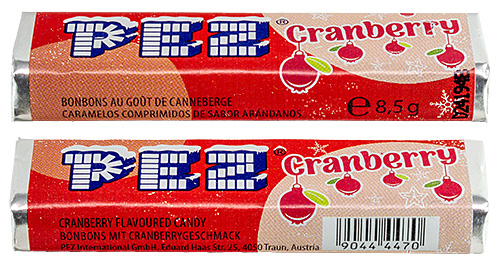 PEZ® Cranberry
BONBONS AU GOÛT DE CANNEBERGE
CARAMELOS COMPRIMIDOS DE SABOR ARÁNDANOS
℮ 8,5 g
PEZ® Cranberry
CRANBERRY FLAVOURED CANDY
BONBONS MIT CRANBERRYGESCHMACK
PEZ International GmbH, Eduard Haas Str. 25, 4050 Traun, Austria
9044 4470